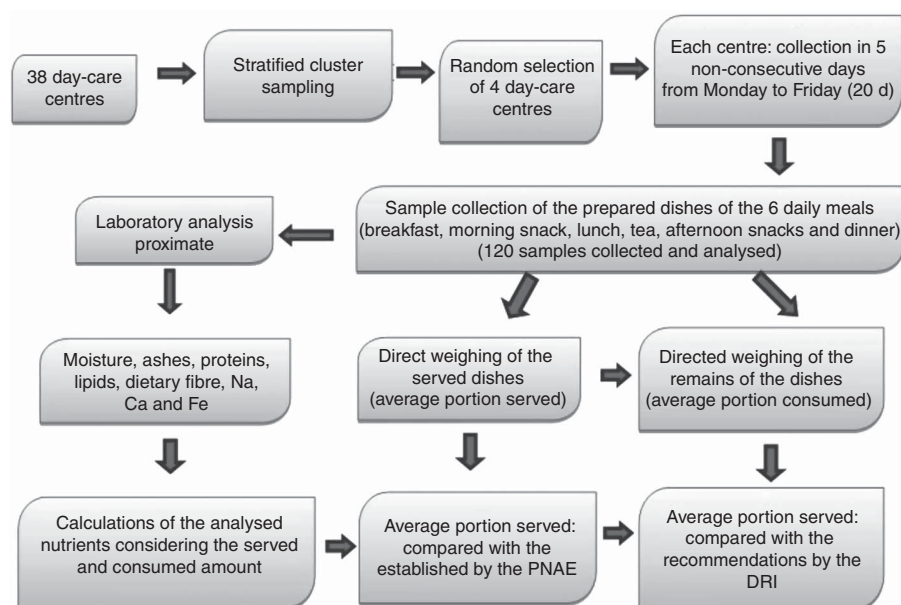 38 day-care
centres
Stratified cluster
sampling
Random selection
of 4 day-care
centres
Each centre: collection in 5
non-consecutive days
from Monday to Friday (20 d)
Sample collection of the prepared dishes of the 6 daily meals
(breakfast, morning snack, lunch, tea, afternoon snacks and dinner)
(120 samples collected and analysed)
Laboratory analysis
proximate
Moisture, ashes, proteins,
lipids, dietary fibre, Na,
Ca and Fe
Direct weighing of the
served dishes
(average portion served)
Directed weighing of the
remains of the dishes
(average portion consumed)
Calculations of the analysed
nutrients considering the served
and consumed amount
Average portion served:
compared with the
established by the PNAE
Average portion served:
compared with the
recommendations by the
DRI